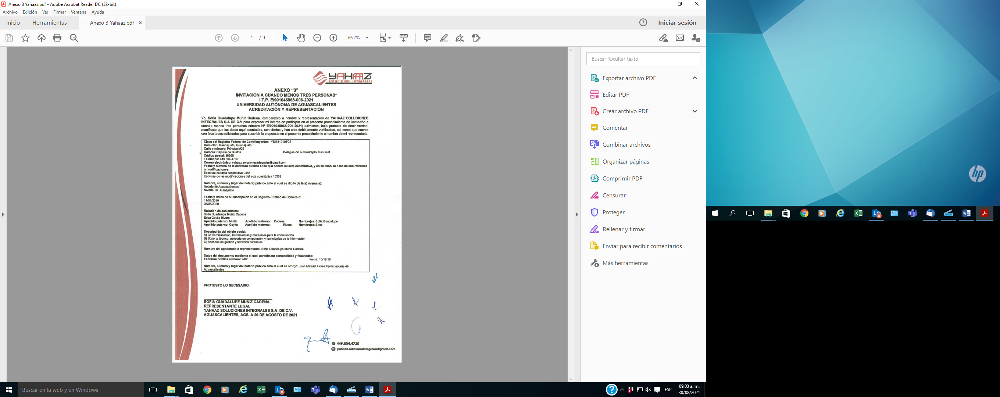 Anexo 3 Yahaaz.pdf - Adobe Acrobat Reader DC (32-bit)
Archivo Edición Ver Firmar Ventana Ayuda
Inicio Herramientas Anexo 3 Yahaaz.pdf × Iniciar sesión
1 / 1 66.7%
YAHAAZ
SOLUCIONES INTEGRALES
ANEXO “3”
INVITACIÓN A CUANDO MENOS TRES PERSONAS*
I.T.P. E/901045968-006-2021
UNIVERSIDAD AUTÓNOMA DE AGUASCALIENTES
ACREDITACIÓN Y REPRESENTACIÓN
Yo, Sofia Guadalupe Muñiz Cadena, comparezco a nombre y representación de YAHAAZ SOLUCIONES
INTEGRALES S.A DE C.V para expresar mi interés en participar en el presente procedimiento de Invitación a
cuando menos tres personas número N° E/901045968-006-2021; asimismo, bajo protesta de decir verdad,
manifiesto que los datos aquí asentados, son ciertos y han sido debidamente verificados, así como que cuento
con facultades suficientes para suscribir la propuesta en el presente procedimiento a nombre de mi representada:
Clave del Registro Federal de Contribuyentes: YSI181210TC6
Domicilio: Guanajuato, Guanajuato.
Calle y número: Principal #36
Colonia: Capulín de Bustos Delegación o municipio: Sucursal
Código postal: 36266
Teléfonos: 449 804 4730
Correo electrónico: yahaaz.solucionesintegrales@gmail.com
Fecha y número de la escritura pública en la que consta su acta constitutiva, y en su caso, la o las de sus reformas
o modificaciones:
Escritura del acta constitutiva 9466
Escritura de las modificaciones del acta constitutiva 15309
Nombre, número y lugar del notario público ante el cual se dio fe de la(s) misma(s):
Notaria 49 Aguascalientes
Notaria 18 Guanajuato
Fecha y datos de su inscripción en el Registro Público de Comercio:
11/01/2019
08/06/2020
Relación de accionistas:
Sofia Guadalupe Muñiz Cadena
Erica Goyita Rivera
Apellido paterno: Muñiz Apellido materno: Cadena Nombre(s): Sofia Guadalupe
Apellido paterno: Goyita Apellido materno: Rivera Nombre(s): Erica
Descripción del objeto social:
A) Comercialización, herramientas y materiales para la construcción
B) Soporte técnico, asesoría en computación y tecnologías de la información
C) Asesoría de gestión y servicios contables
Nombre del apoderado o representante: Sofia Guadalupe Muñiz Cadena
Datos del documento mediante el cual acredita su personalidad y facultades:
Escritura pública número: 9466 fecha: 10/12/18
Nombre, número y lugar del notario público ante el cual se otorgó: Juan Manuel Flores Femat notaria 49
Aguascalientes
PROTESTO LO NECESARIO.
SOFIA GUADALUPE MUÑIZ CADENA,
REPRESENTANTE LEGAL
YAHAAZ SOLUCIONES INTEGRALES S.A. DE C.V.
AGUASCALIENTES, AGS. A 26 DE AGOSTO DE 2021
449.804.4730
yahaaz.solicionesintegrales@gmail.com
Buscar 'Ocultar texto'
Exportar archivo PDF
Editar PDF
Crear archivo PDF
Comentar
Combinar archivos
Organizar páginas
Comprimir PDF
Censurar
Proteger
Rellenar y firmar
Enviar para recibir comentarios
Más herramientas
hp
Buscar en la web y en Windows
ESP
09:03 a. m.
30/08/2021